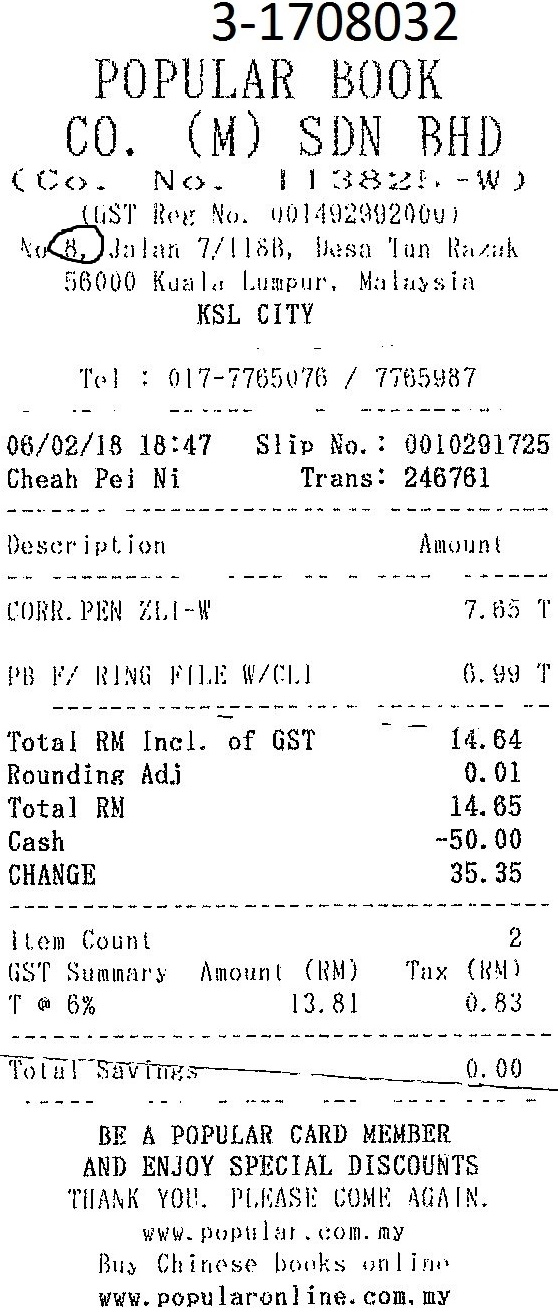 3-1708032
POPULAR BOOK
CO. (M) SDN BHD
(Co. No. 113825-W)
(GST Reg No. 001492992000)
No 8, Jalan 7/118B, Desa Tun Razak
56000 Kuala Lumpur, Malaysia
KSL CITY
Tel : 017-7765076 / 7765987
06/02/18 18:47 Slip No.: 0010291725
Cheah Pei Ni Trans: 246761
Description Amount
CORR.PEN ZL1-W 7.65 T
PB F/ RING FILE W/CLI 6.99 T
Total RM Incl. of GST 14.64
Rounding Adj 0.01
Total RM 14.65
Cash -50.00
CHANGE 35.35
Item Count 2
GST Summary Amount (RM) Tax (RM)
T @ 6% 13.81 0.83
Total Savings 0.00
BE A POPULAR CARD MEMBER
AND ENJOY SPECIAL DISCOUNTS
THANK YOU. PLEASE COME AGAIN.
www.popular.com.my
Buy Chinese books online
www.popularonline.com.my